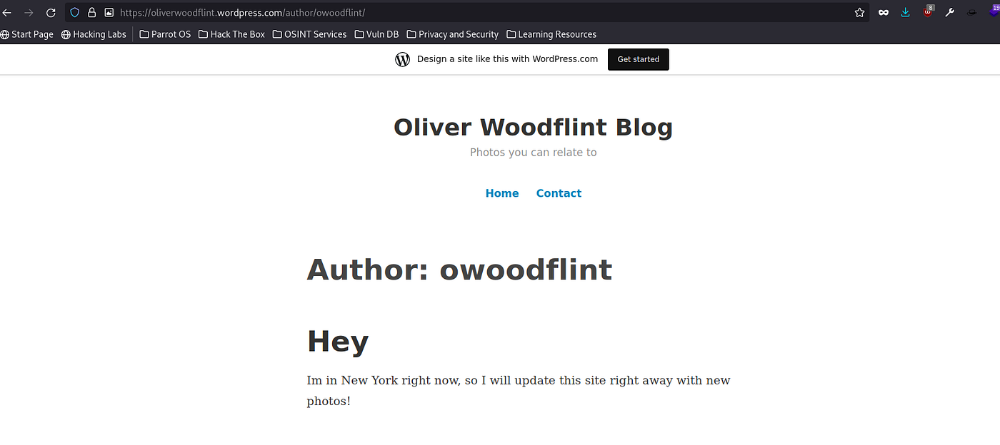 https://oliverwoodflint.wordpress.com/author/owoodflint/
8
19
Start Page Hacking Labs Parrot OS Hack The Box OSINT Services Vuln DB Privacy and Security Learning Resources
Design a site like this with WordPress.com Get started
Oliver Woodflint Blog
Photos you can relate to
Home Contact
Author: owoodflint
Hey
Im in New York right now, so I will update this site right away with new
photos!